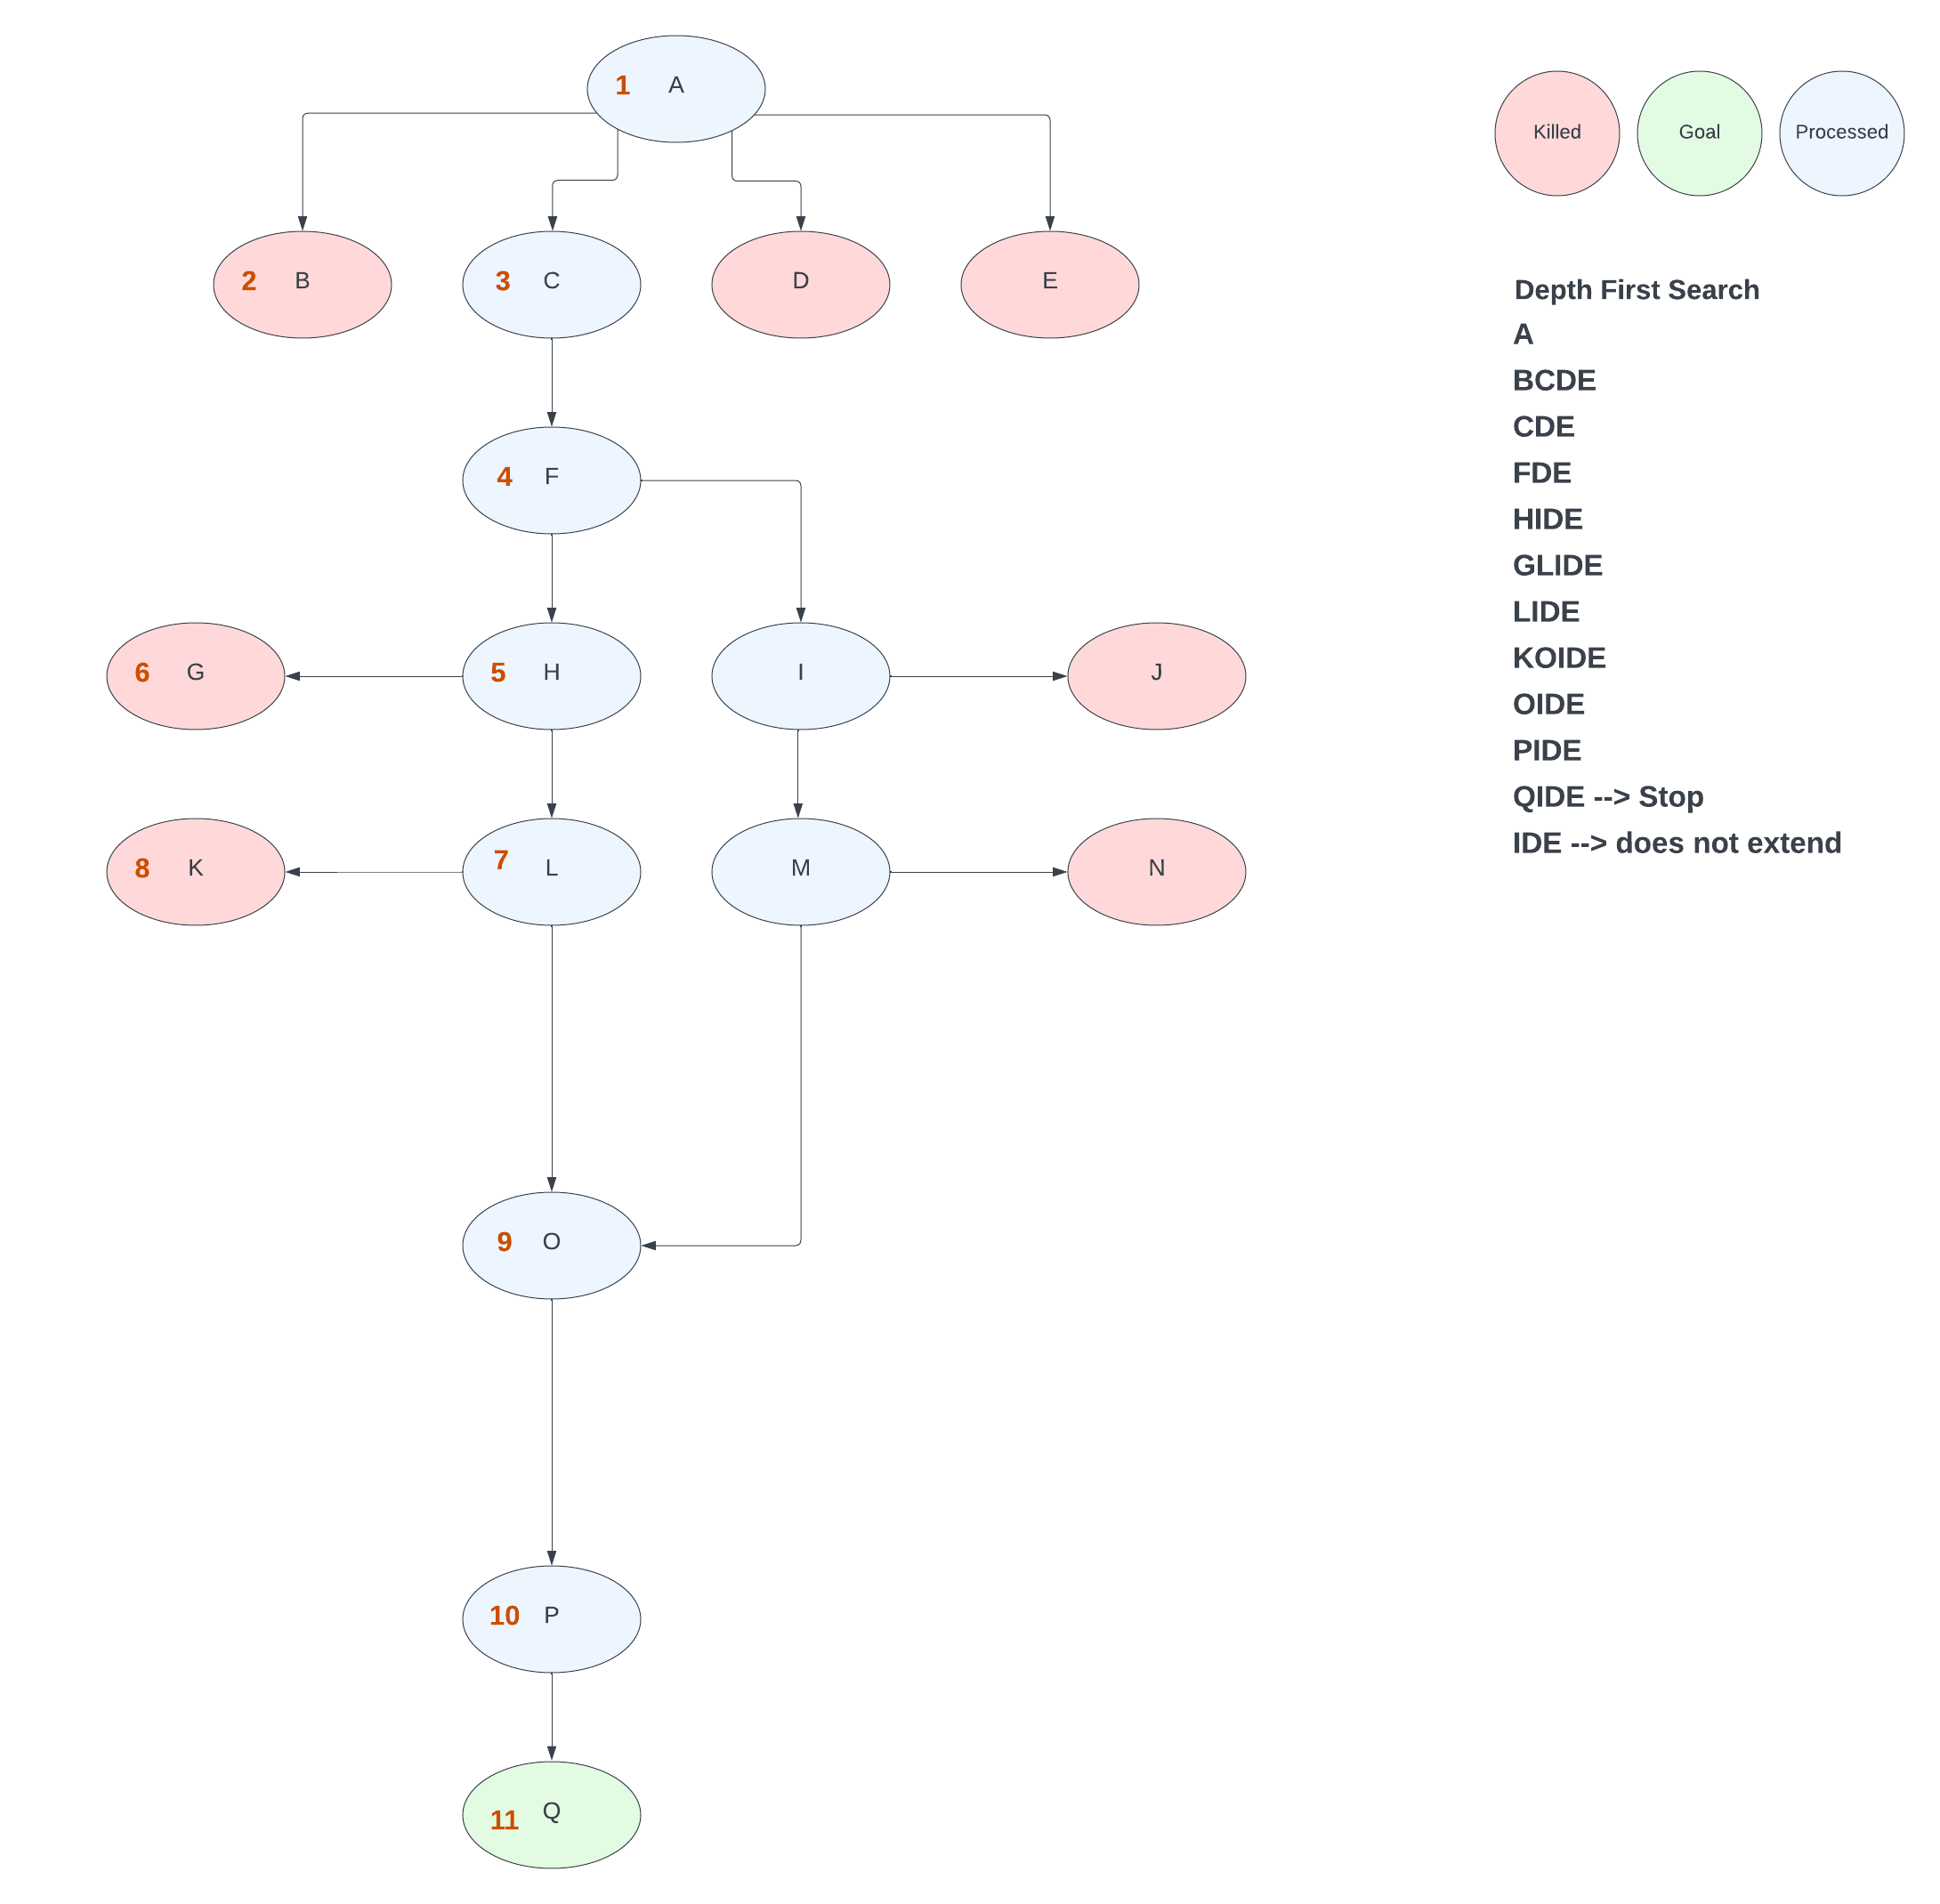 1 A
Killed Goal Processed
2 B 3 C D E
Depth First Search
A
BCDE
CDE
FDE
HIDE
GLIDE
LIDE
KOIDE
OIDE
PIDE
QIDE --> Stop
IDE --> does not extend
4 F
6 G 5 H I J
8 K 7 L M N
9 O
10 P
11 Q